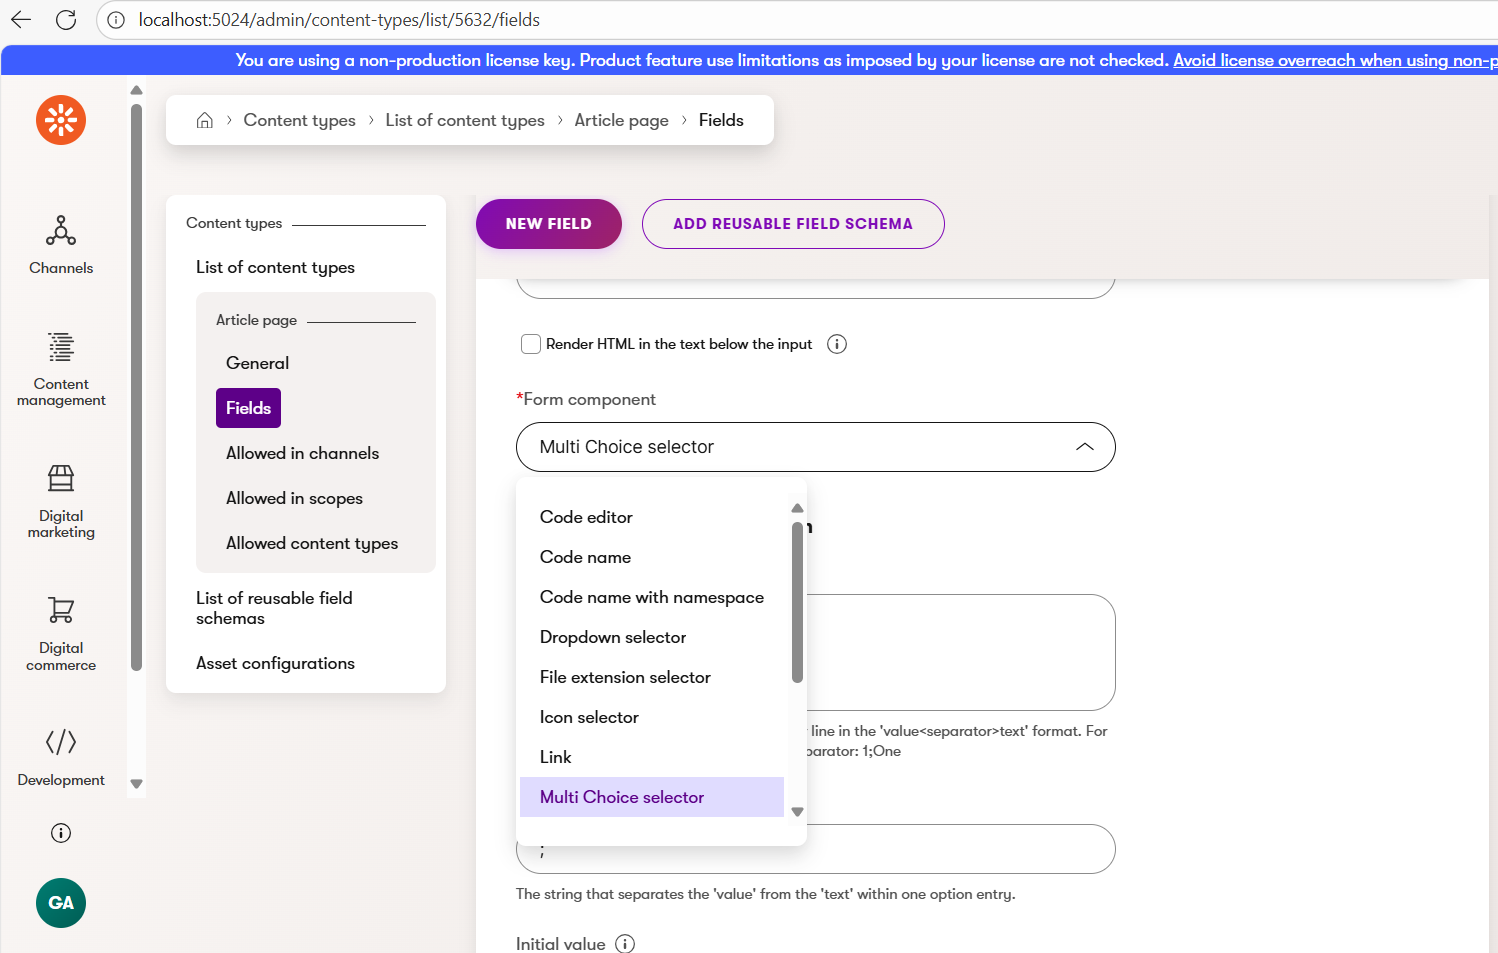 localhost:5024/admin/content-types/list/5632/fields
You are using a non-production license key. Product feature use limitations as imposed by your license are not checked. Avoid license overreach when using non-p
Content types > List of content types > Article page > Fields
Channels
Content
management
Digital
marketing
Digital
commerce
Development
GA
Content types
List of content types
Article page
General
Fields
Allowed in channels
Allowed in scopes
Allowed content types
List of reusable field
schemas
Asset configurations
NEW FIELD
ADD REUSABLE FIELD SCHEMA
Render HTML in the text below the input
*Form component
Multi Choice selector
Code editor
Code name
Code name with namespace
Dropdown selector
File extension selector
Icon selector
Link
Multi Choice selector
line in the 'value<separator>text' format. For
parator: 1;One
;
The string that separates the 'value' from the 'text' within one option entry.
Initial value